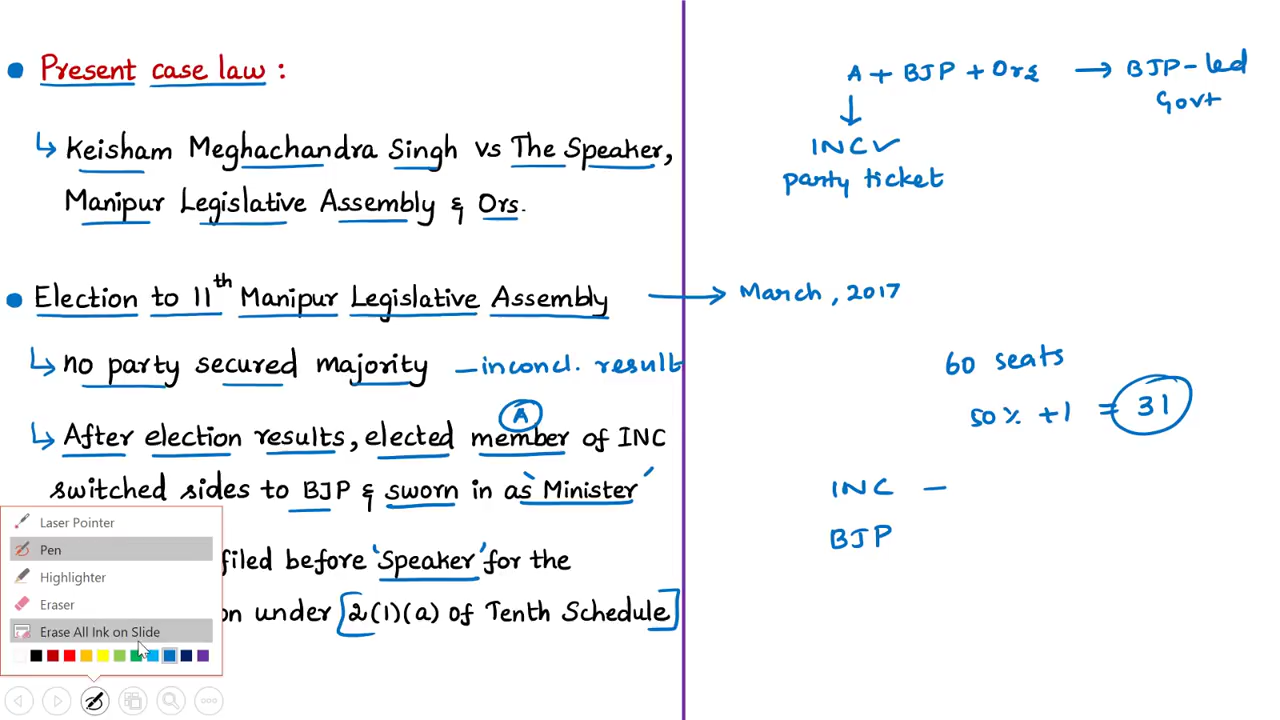 Present case law :
Keisham Meghachandra Singh vs The Speaker,
Manipur Legislative Assembly & Ors.
Election to 11th Manipur Legislative Assembly
no party secured majority – inconcl. result
A
After election results, elected member of INC
switched sides to BJP & sworn in as 'Minister'
filed before 'Speaker' for the
on under [2(1)(a) of Tenth Schedule]
Laser Pointer
Pen
Highlighter
Eraser
Erase All Ink on Slide
A + BJP + Ors → BJP-led
Govt
INC ✓
party ticket
March, 2017
60 seats
50% +1 = 31
INC –
BJP